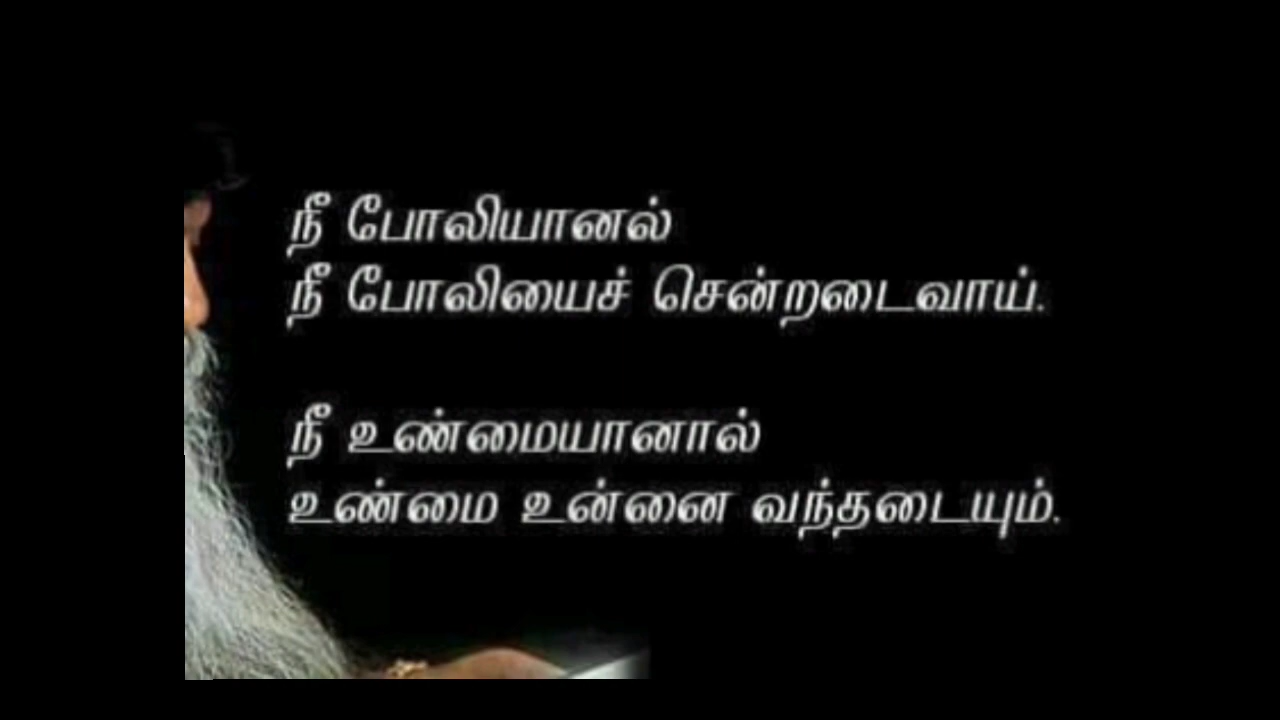 நீ போலியானல்
நீ போலியைச் சென்றடைவாய்.
நீ உண்மையானால்
உண்மை உன்னை வந்தடையும்.